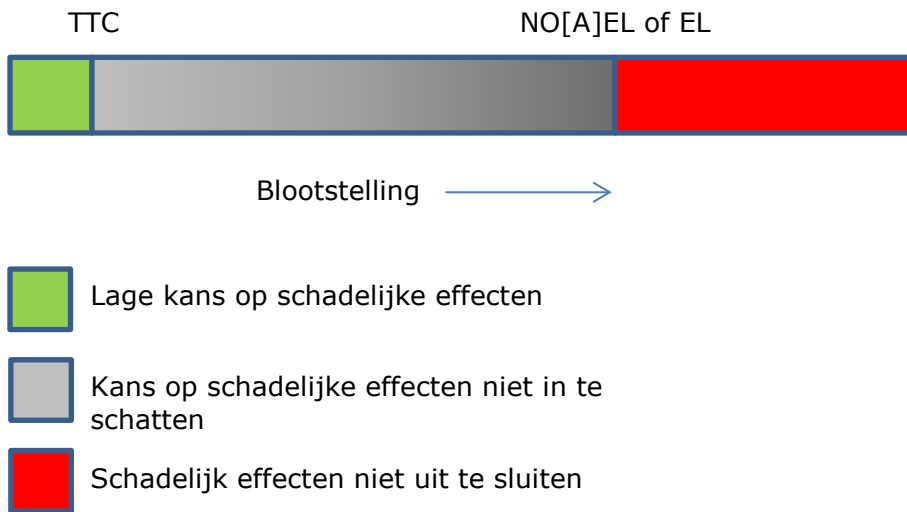 TTC
NO[A]EL of EL
Blootstelling
Lage kans op schadelijke effecten
Kans op schadelijke effecten niet in te
schatten
Schadelijk effecten niet uit te sluiten